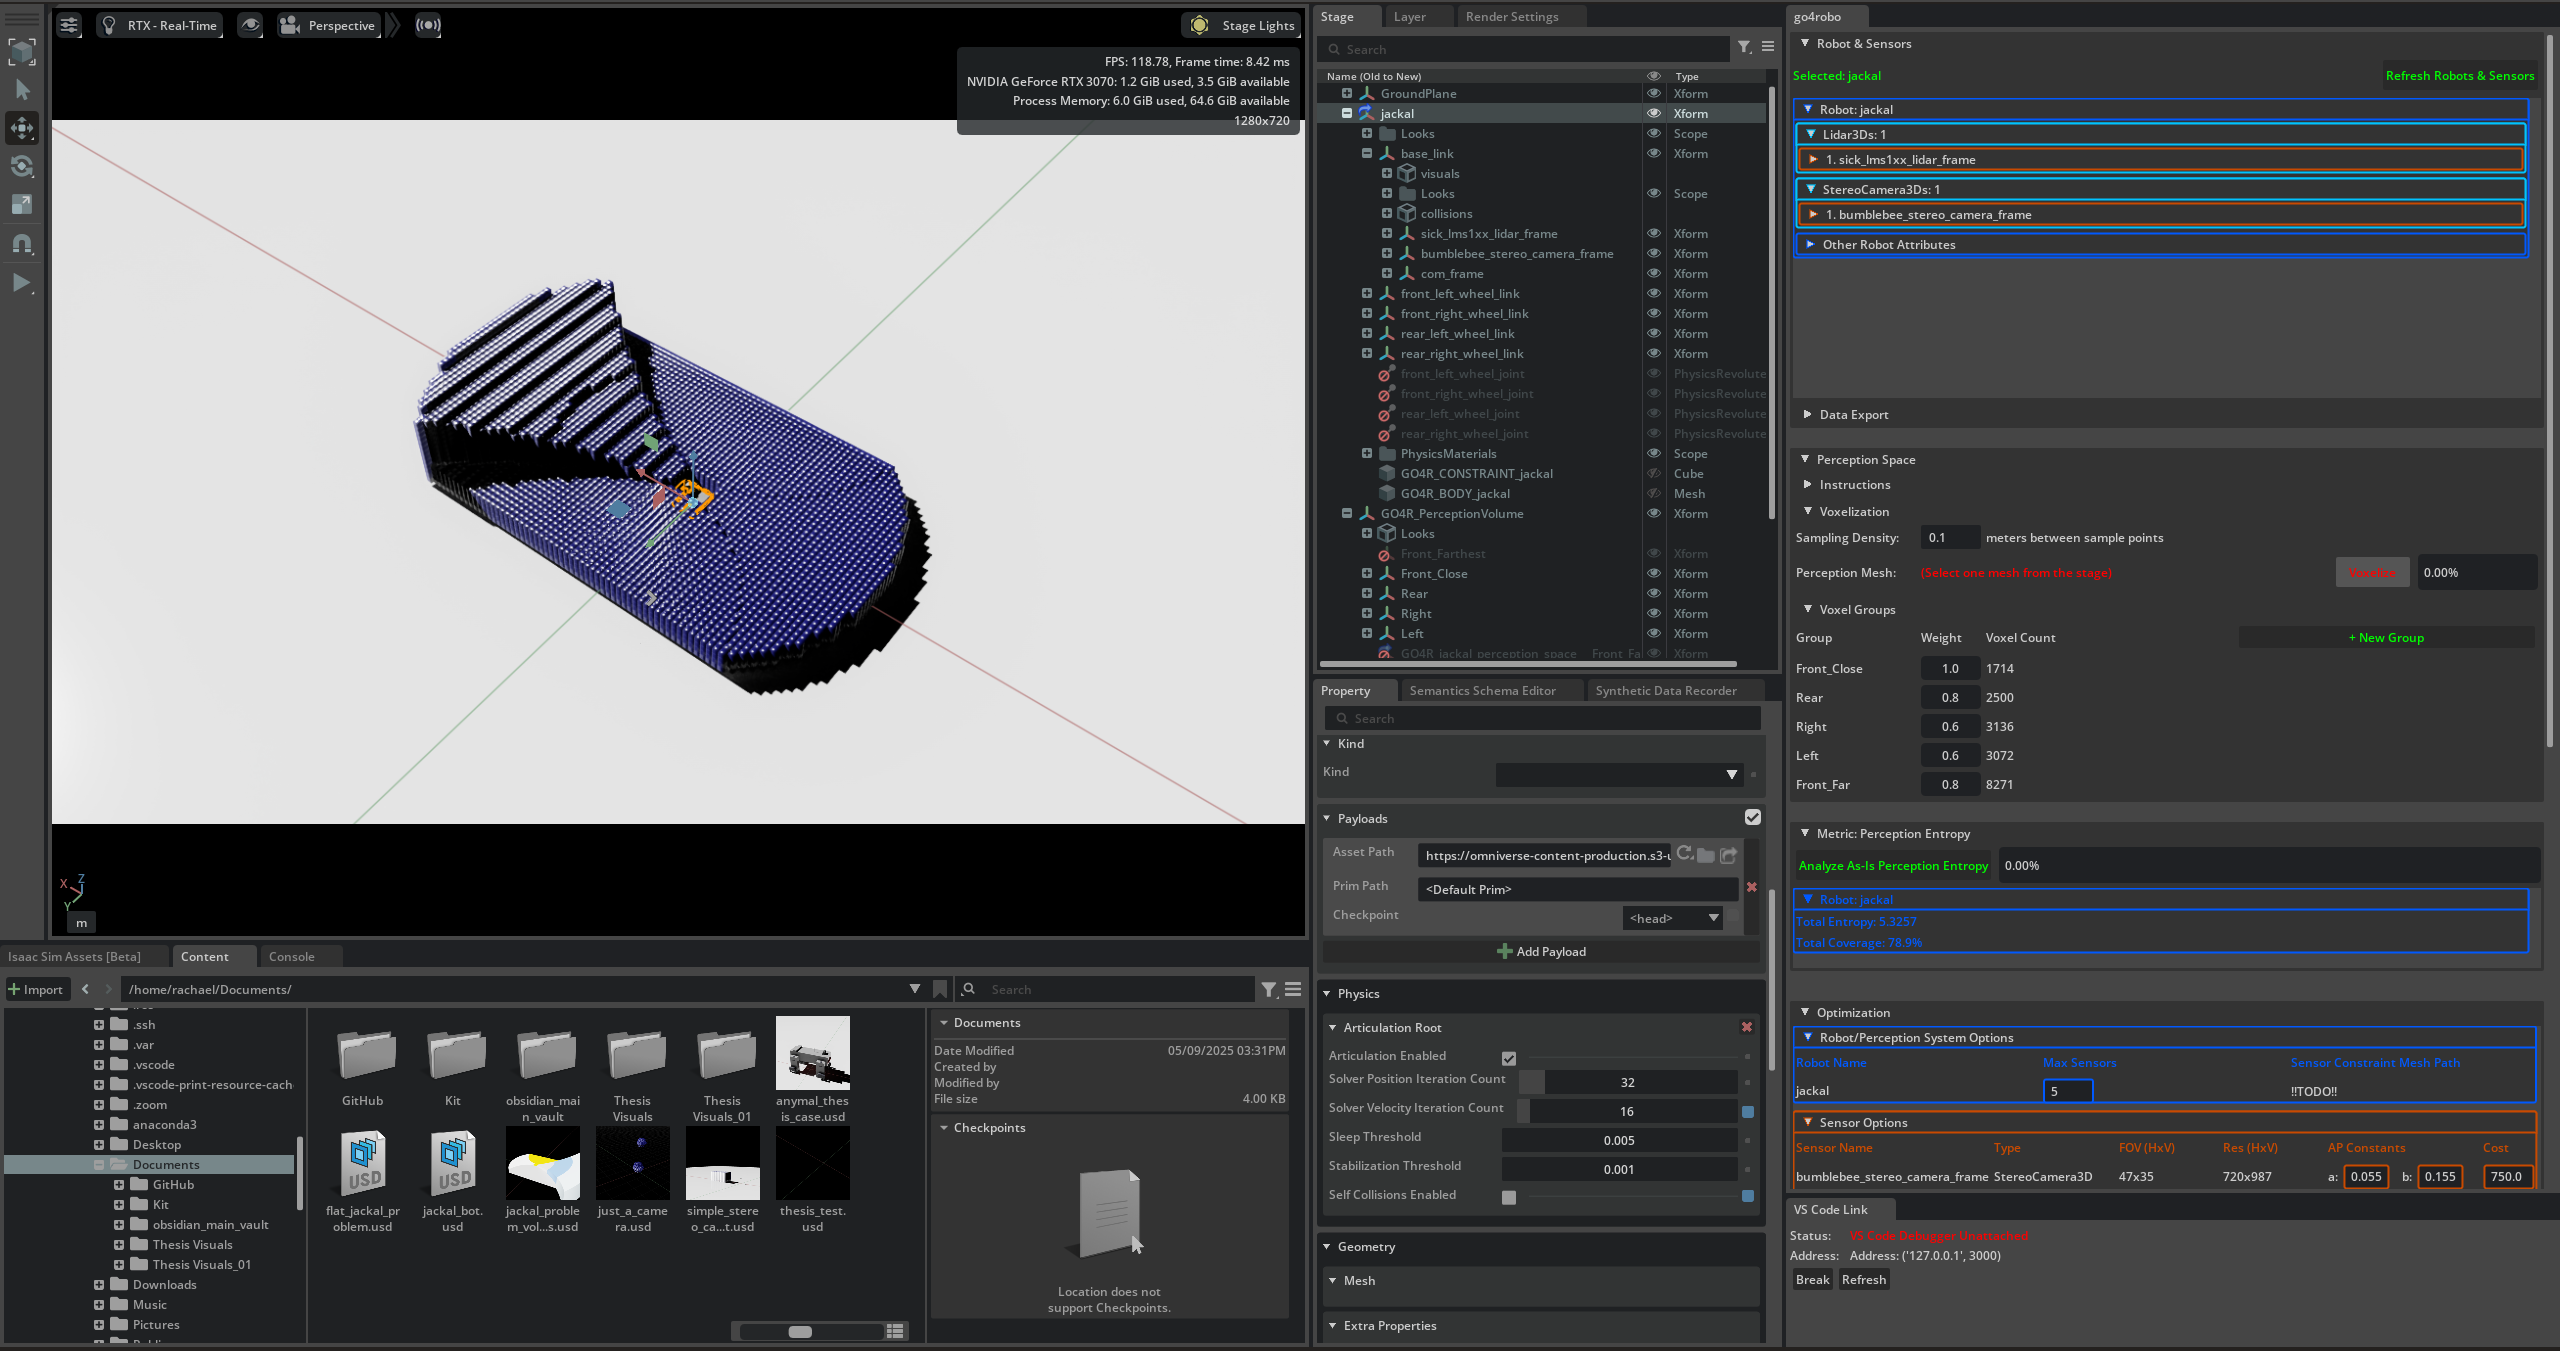 RTX - Real-Time
Perspective
Stage Lights
FPS: 118.78, Frame time: 8.42 ms
NVIDIA GeForce RTX 3070: 1.2 GiB used, 3.5 GiB available
Process Memory: 6.0 GiB used, 64.6 GiB available
1280x720
X Z
Y
m
Stage Layer Render Settings
Search
Name (Old to New) Type
GroundPlane Xform
jackal Xform
Looks Scope
base_link Xform
visuals
Looks Scope
collisions
sick_lms1xx_lidar_frame Xform
bumblebee_stereo_camera_frame Xform
com_frame Xform
front_left_wheel_link Xform
front_right_wheel_link Xform
rear_left_wheel_link Xform
rear_right_wheel_link Xform
front_left_wheel_joint PhysicsRevolute
front_right_wheel_joint PhysicsRevolute
rear_left_wheel_joint PhysicsRevolute
rear_right_wheel_joint PhysicsRevolute
PhysicsMaterials Scope
GO4R_CONSTRAINT_jackal Cube
GO4R_BODY_jackal Mesh
GO4R_PerceptionVolume Xform
Looks
Front_Farthest Xform
Front_Close Xform
Rear Xform
Right Xform
Left Xform
GO4R_jackal_perception_space Front_Fa Xform
Property Semantics Schema Editor Synthetic Data Recorder
Search
Kind
Kind
Payloads
Asset Path https://omniverse-content-production.s3-u
Prim Path <Default Prim>
Checkpoint <head>
Add Payload
Physics
Articulation Root
Articulation Enabled
Solver Position Iteration Count 32
Solver Velocity Iteration Count 16
Sleep Threshold 0.005
Stabilization Threshold 0.001
Self Collisions Enabled
Geometry
Mesh
Extra Properties
go4robo
Robot & Sensors
Selected: jackal Refresh Robots & Sensors
Robot: jackal
Lidar3Ds: 1
1. sick_lms1xx_lidar_frame
StereoCamera3Ds: 1
1. bumblebee_stereo_camera_frame
Other Robot Attributes
Data Export
Perception Space
Instructions
Voxelization
Sampling Density: 0.1 meters between sample points
Perception Mesh: (Select one mesh from the stage) Voxelize 0.00%
Voxel Groups
Group Weight Voxel Count + New Group
Front_Close 1.0 1714
Rear 0.8 2500
Right 0.6 3136
Left 0.6 3072
Front_Far 0.8 8271
Metric: Perception Entropy
Analyze As-Is Perception Entropy 0.00%
Robot: jackal
Total Entropy: 5.3257
Total Coverage: 78.9%
Optimization
Robot/Perception System Options
Robot Name Max Sensors Sensor Constraint Mesh Path
jackal 5 !!TODO!!
Sensor Options
Sensor Name Type FOV (HxV) Res (HxV) AP Constants Cost
bumblebee_stereo_camera_frame StereoCamera3D 47x35 720x987 a: 0.055 b: 0.155 750.0
VS Code Link
Status: VS Code Debugger Unattached
Address: Address: ('127.0.0.1', 3000)
Break Refresh
Isaac Sim Assets [Beta] Content Console
Import /home/rachael/Documents/ Search
.ssh
.var
.vscode
.vscode-print-resource-cach
.zoom
anaconda3
Desktop
Documents
GitHub
Kit
obsidian_main_vault
Thesis Visuals
Thesis Visuals_01
Downloads
Music
Pictures
GitHub
Kit
obsidian_mai
n_vault
Thesis
Visuals
Thesis
Visuals_01
anymal_thes
is_case.usd
USD
flat_jackal_pr
oblem.usd
USD
jackal_bot.
usd
jackal_proble
m_vol...s.usd
just_a_came
ra.usd
simple_stere
o_ca...t.usd
thesis_test.
usd
Documents
Date Modified 05/09/2025 03:31PM
Created by
Modified by
File size 4.00 KB
Checkpoints
Location does not
support Checkpoints.